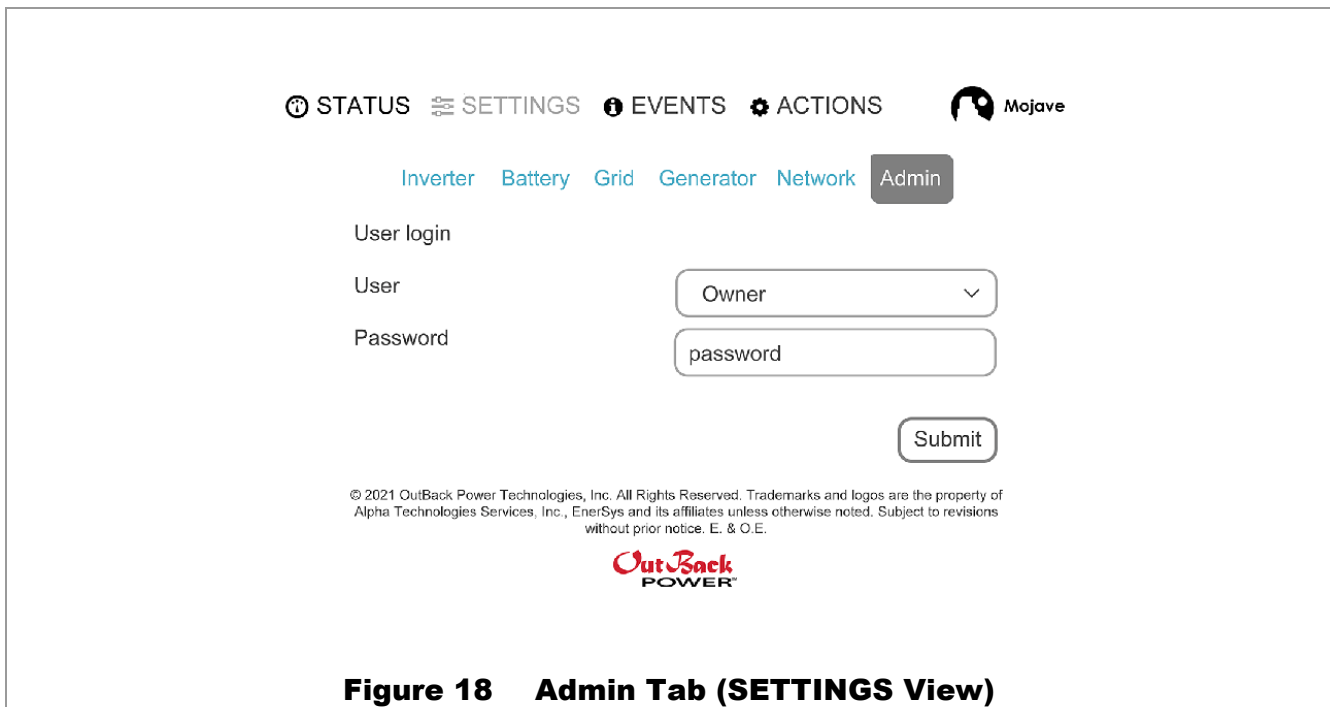 STATUS SETTINGS EVENTS ACTIONS Mojave
Inverter Battery Grid Generator Network Admin
User login
User Owner
Password password
Submit
© 2021 OutBack Power Technologies, Inc. All Rights Reserved. Trademarks and logos are the property of
Alpha Technologies Services, Inc., EnerSys and its affiliates unless otherwise noted. Subject to revisions
without prior notice. E. & O.E.
OutBack
POWER™
Figure 18 Admin Tab (SETTINGS View)